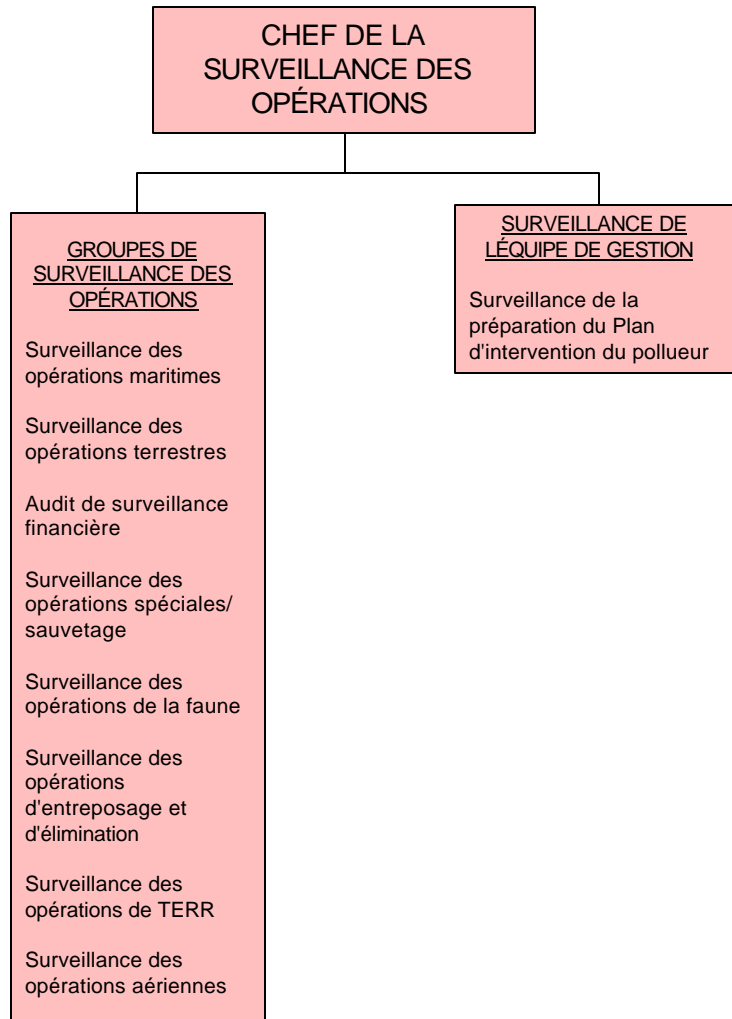 CHEF DE LA
SURVEILLANCE DES
OPÉRATIONS
GROUPES DE
SURVEILLANCE DES
OPÉRATIONS
Surveillance des
opérations maritimes
Surveillance des
opérations terrestres
Audit de surveillance
financière
Surveillance des
opérations spéciales/
sauvetage
Surveillance des
opérations de la faune
Surveillance des
opérations
d'entreposage et
d'élimination
Surveillance des
opérations de TERR
Surveillance des
opérations aériennes
SURVEILLANCE DE
LÉQUIPE DE GESTION
Surveillance de la
préparation du Plan
d'intervention du pollueur